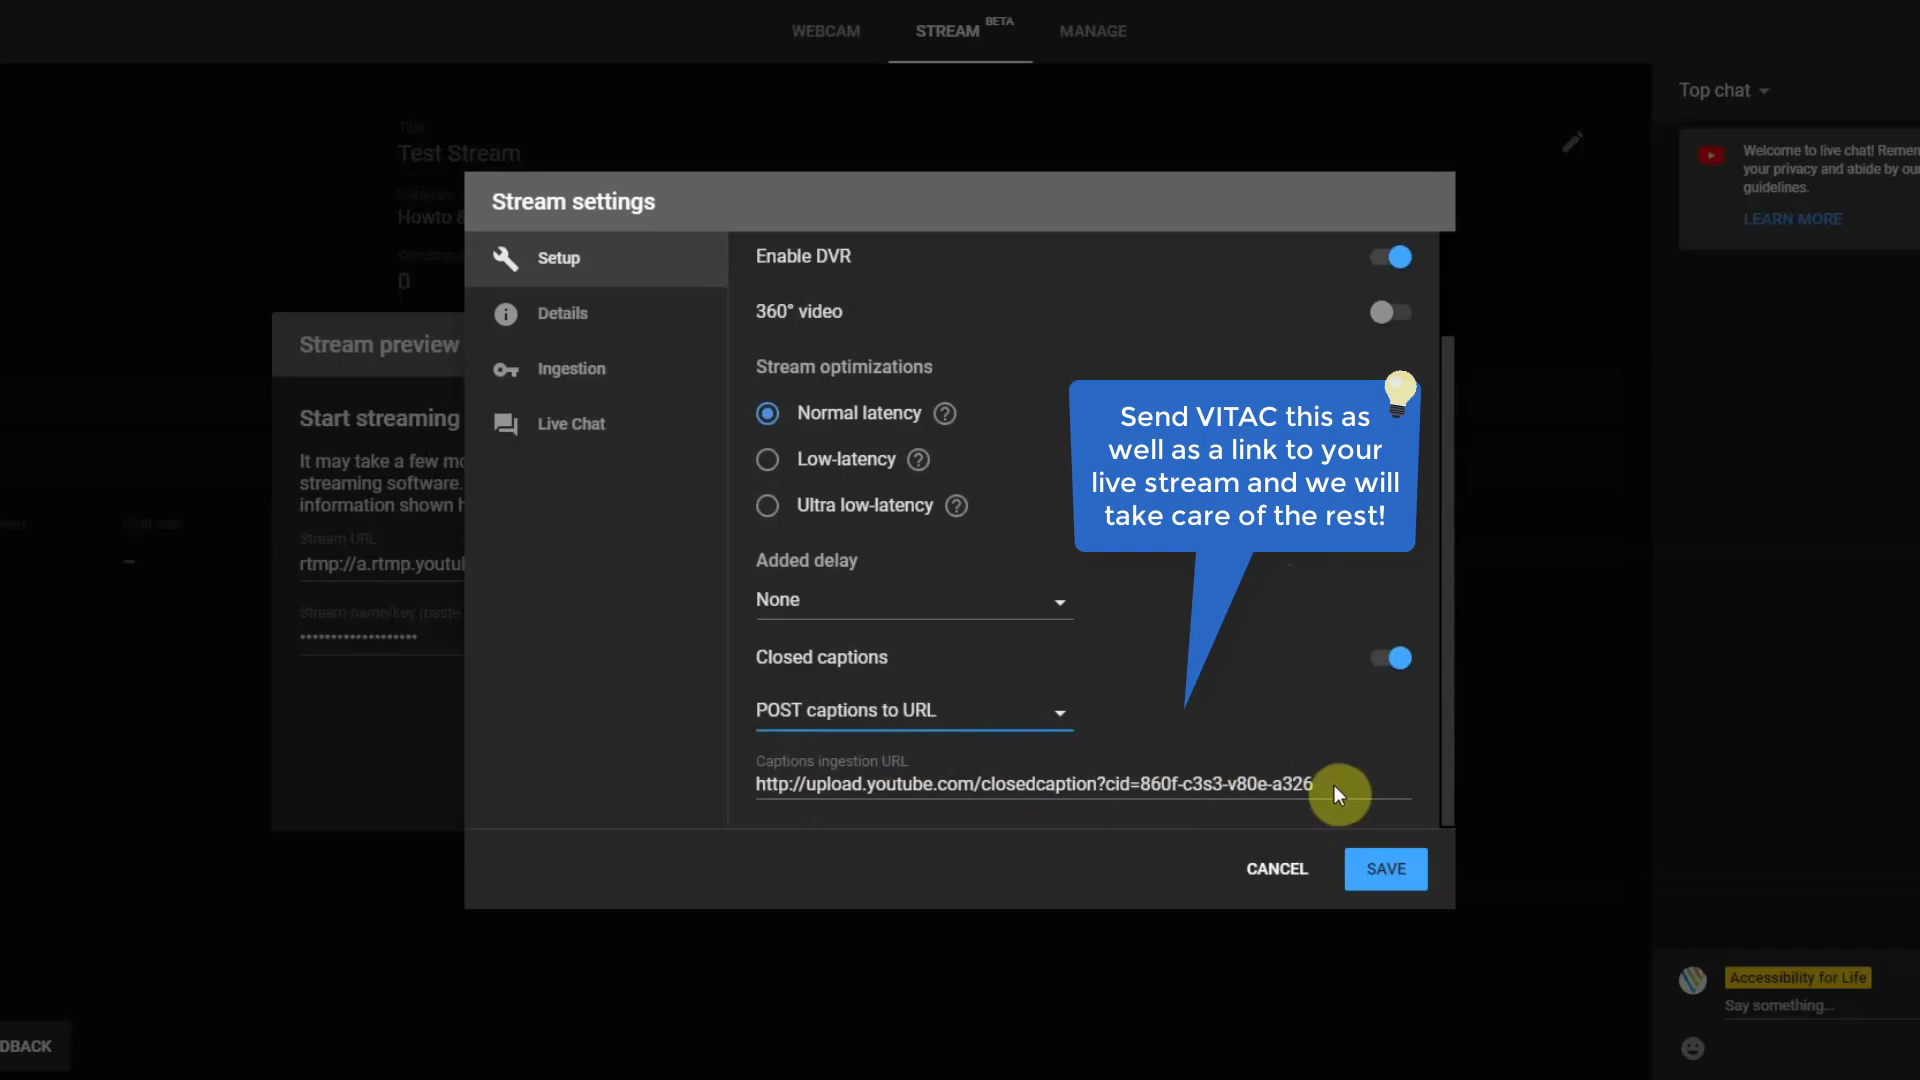 WEBCAM
STREAM BETA
MANAGE
Top chat
Title
Test Stream
Welcome to live chat! Remem
your privacy and abide by ou
guidelines.
LEARN MORE
Howto &
0
Stream settings
Setup
Details
Ingestion
Live Chat
Enable DVR
360° video
Stream optimizations
Normal latency
Low-latency
Ultra low-latency
Added delay
None
Closed captions
POST captions to URL
Captions ingestion URL
http://upload.youtube.com/closedcaption?cid=860f-c3s3-v80e-a326
CANCEL
SAVE
Send VITAC this as
well as a link to your
live stream and we will
take care of the rest!
Stream preview
Start streaming
It may take a few mo
streaming software.
information shown h
Stream URL
rtmp://a.rtmp.youtu
Stream name/key (paste
Accessibility for Life
Say something...
DBACK